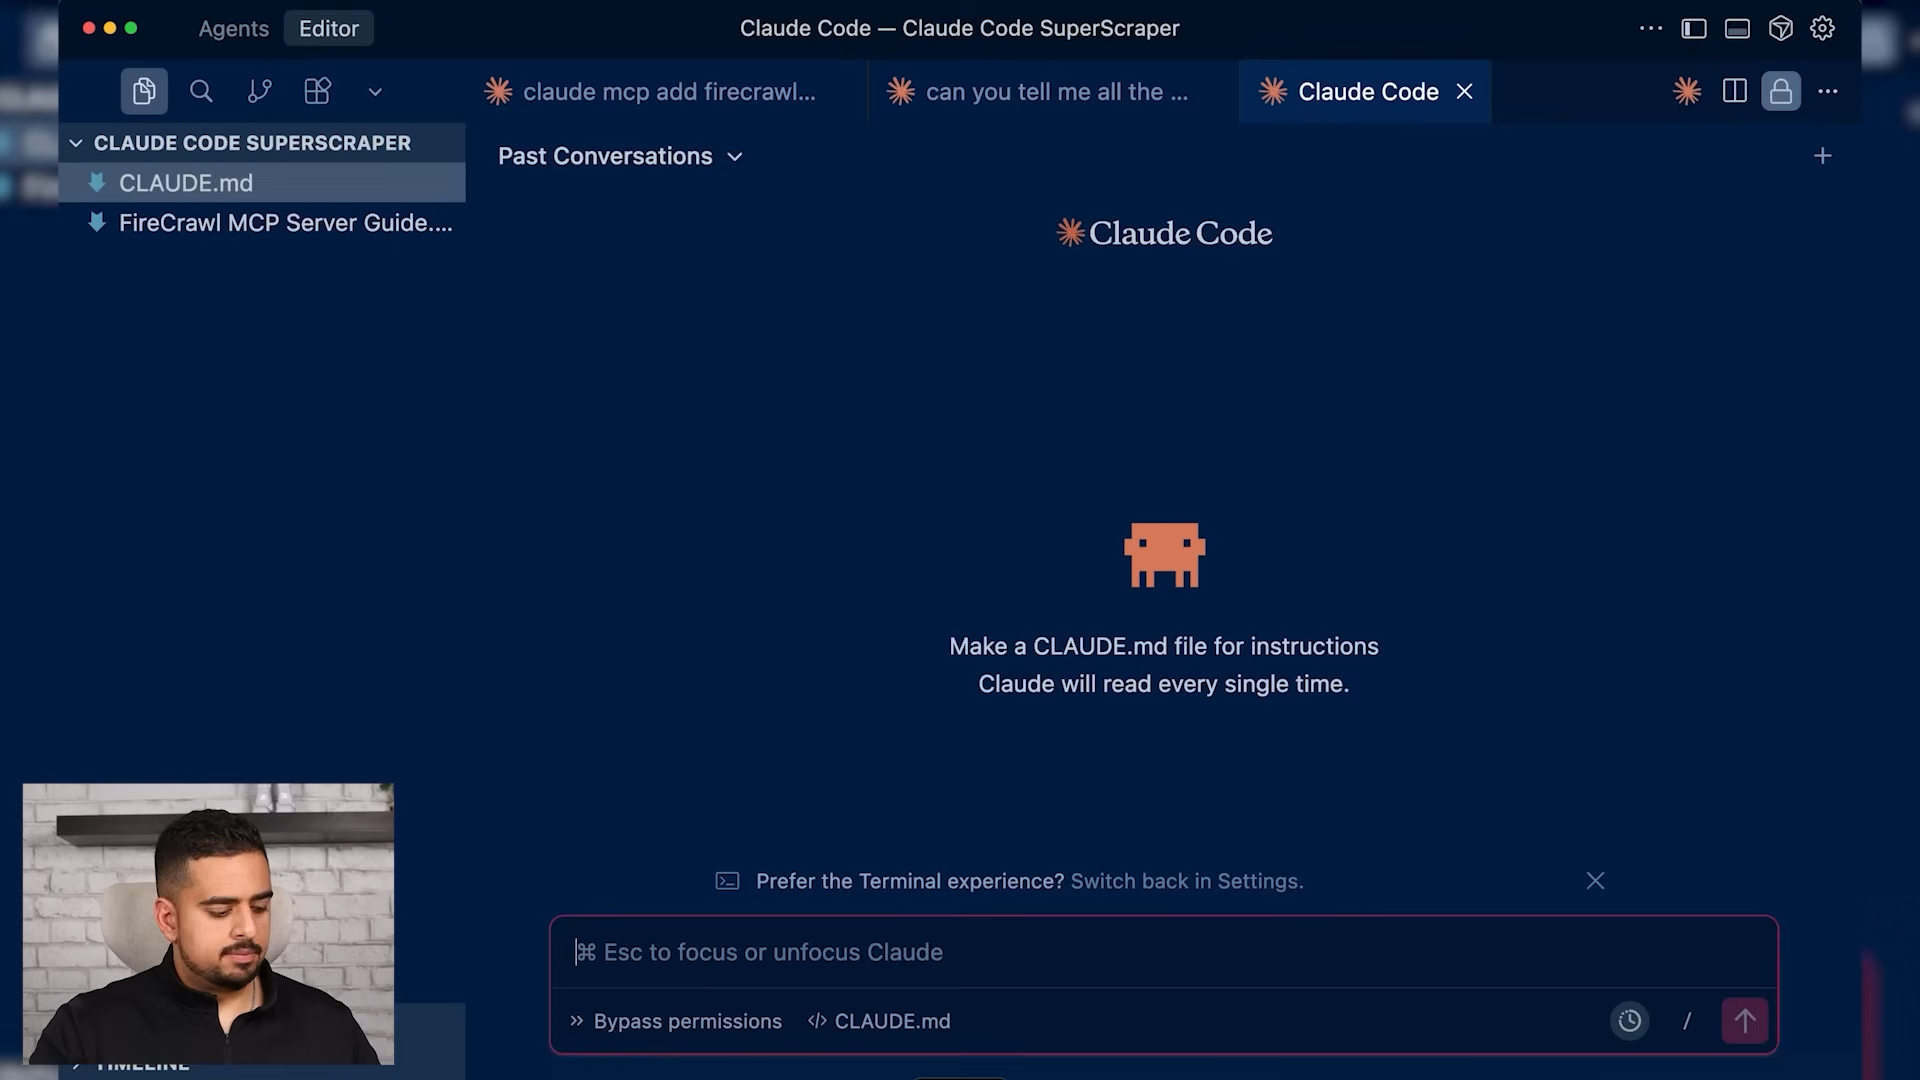 Agents
Editor
Claude Code — Claude Code SuperScraper
claude mcp add firecrawl...
can you tell me all the ...
Claude Code
CLAUDE CODE SUPERSCRAPER
CLAUDE.md
FireCrawl MCP Server Guide....
Past Conversations
Claude Code
Make a CLAUDE.md file for instructions
Claude will read every single time.
Prefer the Terminal experience? Switch back in Settings.
⌘ Esc to focus or unfocus Claude
Bypass permissions
</> CLAUDE.md
/
TIMELINE